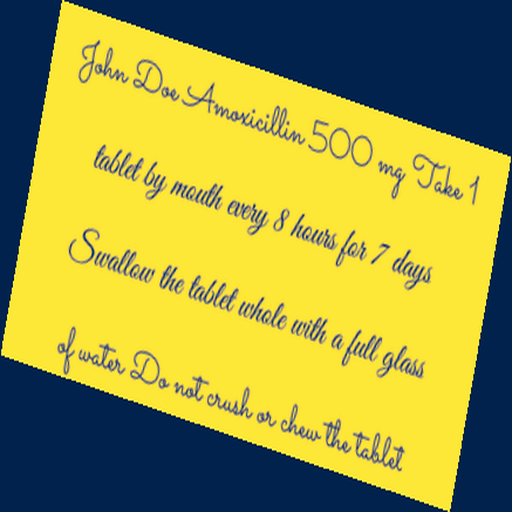 John Doe Amoxicillin 500 mg Take 1
tablet by mouth every 8 hours for 7 days
Swallow the tablet whole with a full glass
of water Do not crush or chew the tablet